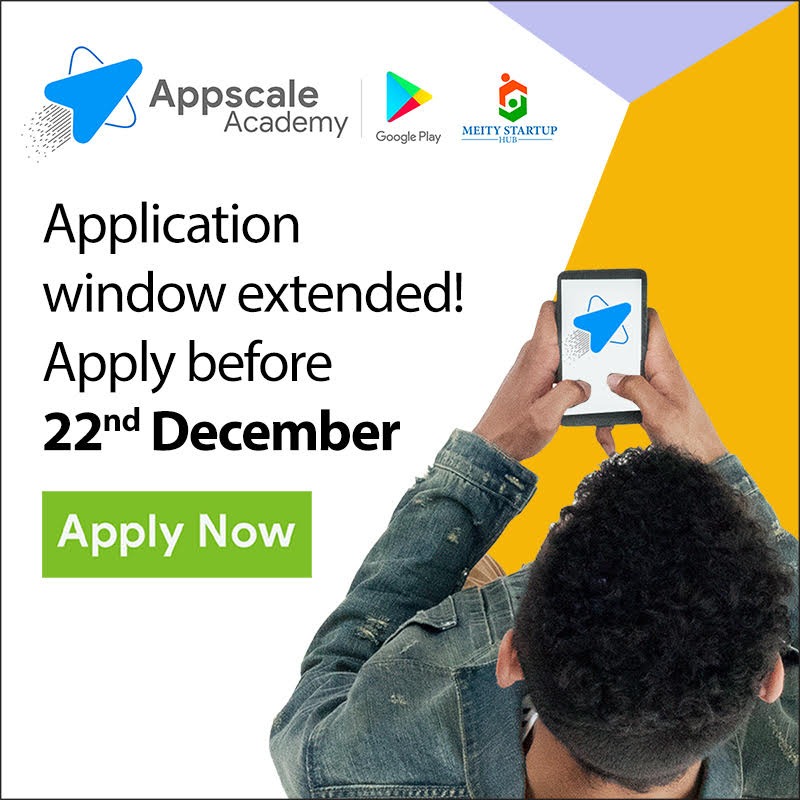 Appscale
Academy
Google Play
MEITY STARTUP
HUB
Application
window extended!
Apply before
22nd December
Apply Now